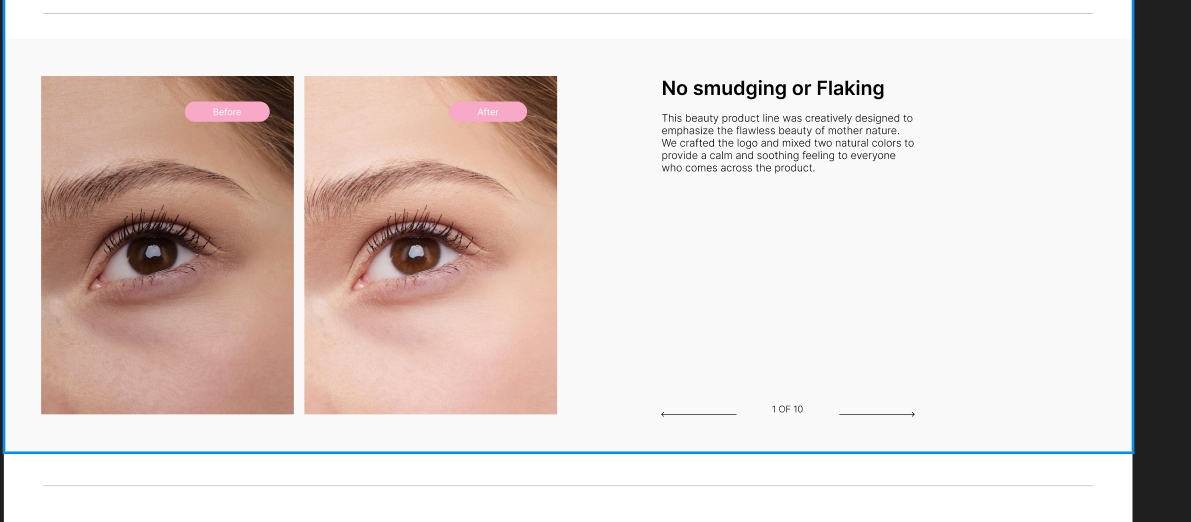 Before
After
No smudging or Flaking
This beauty product line was creatively designed to
emphasize the flawless beauty of mother nature.
We crafted the logo and mixed two natural colors to
provide a calm and soothing feeling to everyone
who comes across the product.
1 OF 10